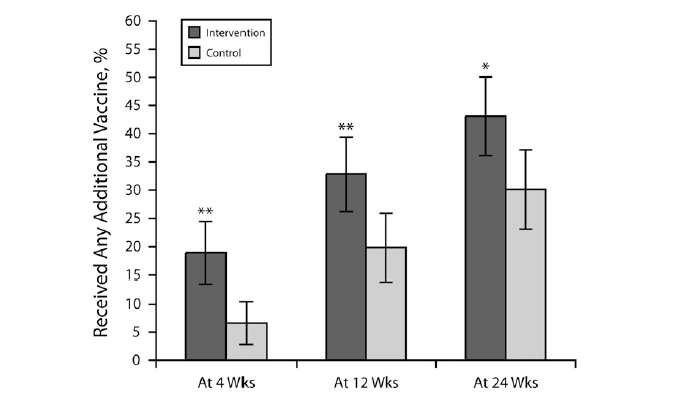 Received Any Additional Vaccine, %
60
55
50
45
40
35
30
25
20
15
10
5
0
Intervention
Control
**
**
*
At 4 Wks
At 12 Wks
At 24 Wks